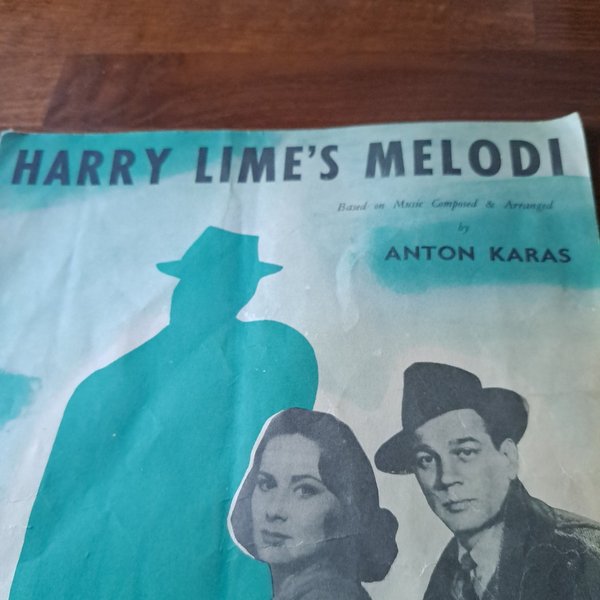 HARRY LIME'S MELODI
Based on Music Composed & Arranged
by
ANTON KARAS